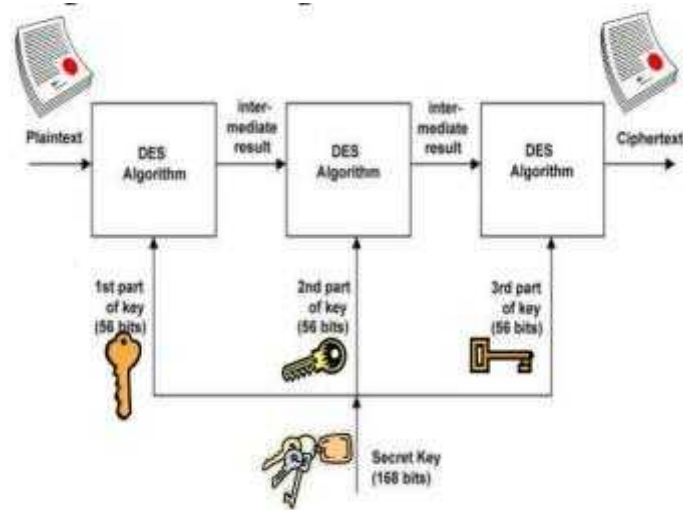 Plaintext
DES
Algorithm
inter-
mediate
result
DES
Algorithm
inter-
mediate
result
DES
Algorithm
Ciphertext
1st part
of key
(56 bits)
2nd part
of key
(56 bits)
3rd part
of key
(56 bits)
Secret Key
(168 bits)